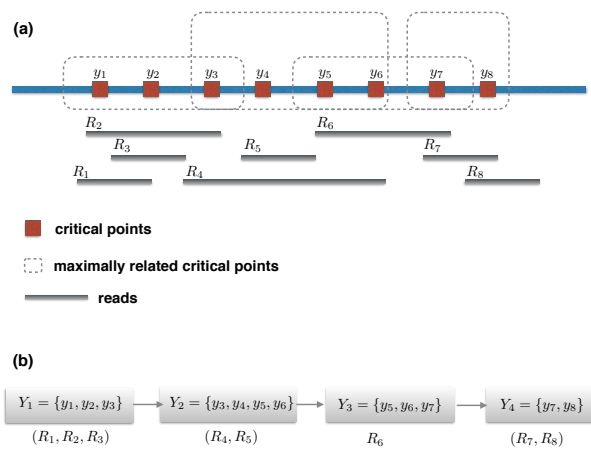 (a)
y₁ y₂ y₃ y₄ y₅ y₆ y₇ y₈
R₂ R₆
R₃ R₅ R₇
R₁ R₄ R₈
critical points
maximally related critical points
reads
(b)
Y₁ = {y₁, y₂, y₃} Y₂ = {y₃, y₄, y₅, y₆} Y₃ = {y₅, y₆, y₇} Y₄ = {y₇, y₈}
(R₁, R₂, R₃) (R₄, R₅) R₆ (R₇, R₈)